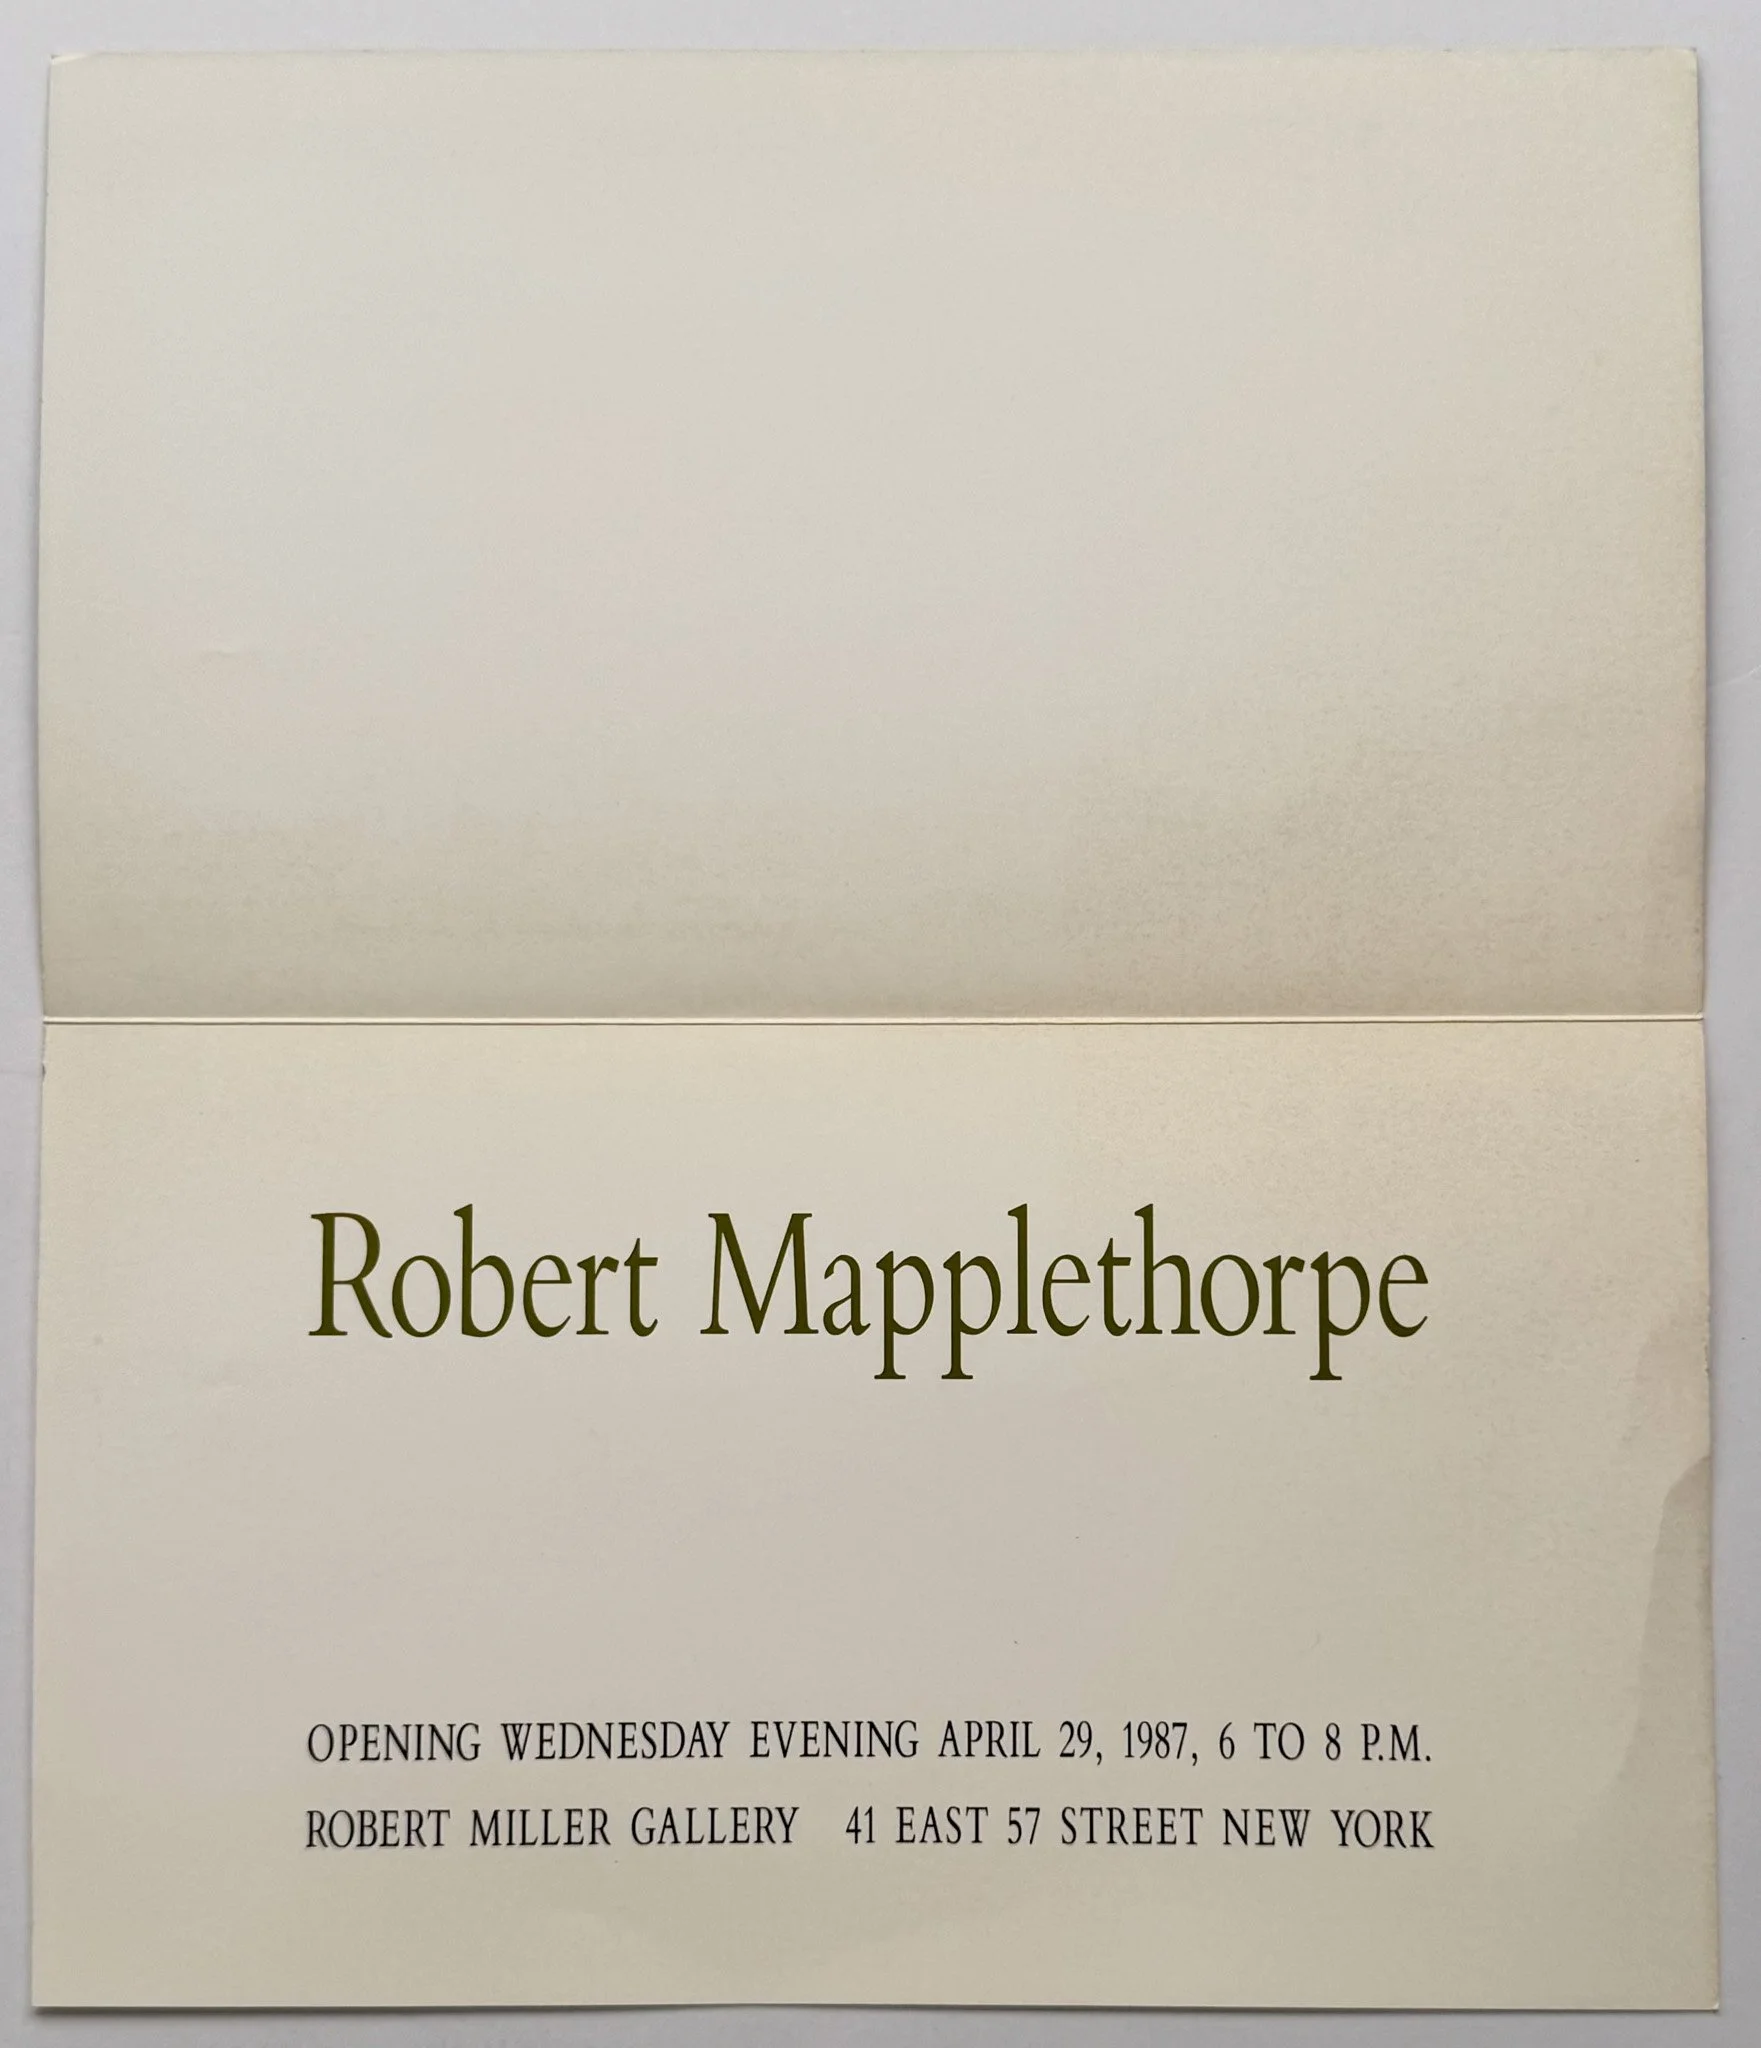 Robert Mapplethorpe
OPENING WEDNESDAY EVENING APRIL 29, 1987, 6 TO 8 P.M.
ROBERT MILLER GALLERY 41 EAST 57 STREET NEW YORK